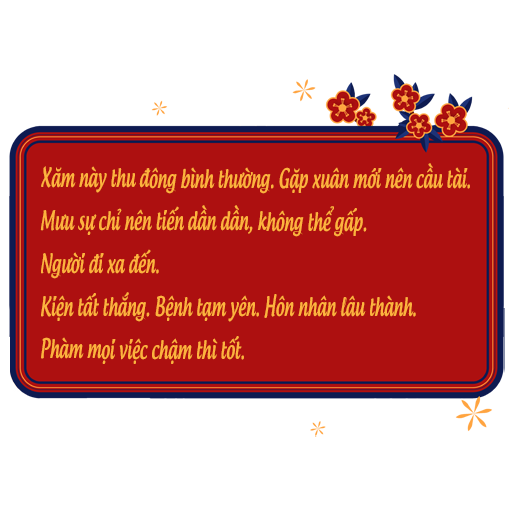 Xăm này thu đông bình thường. Gặp xuân mới nên cầu tài.
Mưu sự chỉ nên tiến dần dần, không thể gấp.
Người đi xa đến.
Kiện tất thắng. Bệnh tạm yên. Hôn nhân lâu thành.
Phàm mọi việc chậm thì tốt.